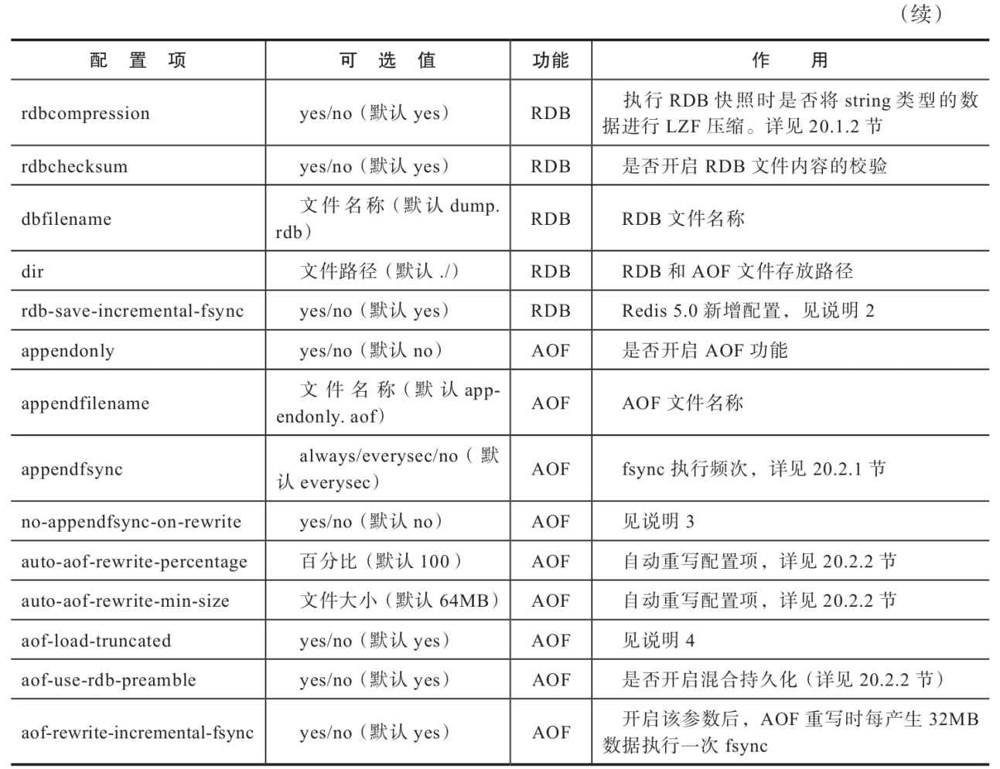 （续）
配 置 项 可 选 值 功能 作 用
rdbcompression yes/no（默认 yes） RDB 执行 RDB 快照时是否将 string 类型的数
据进行 LZF 压缩。详见 20.1.2 节
rdbchecksum yes/no（默认 yes） RDB 是否开启 RDB 文件内容的校验
dbfilename 文件名称（默认 dump.
rdb） RDB RDB 文件名称
dir 文件路径（默认 ./） RDB RDB 和 AOF 文件存放路径
rdb-save-incremental-fsync yes/no（默认 yes） RDB Redis 5.0 新增配置，见说明 2
appendonly yes/no（默认 no） AOF 是否开启 AOF 功能
appendfilename 文 件 名 称（默 认 app-
endonly. aof） AOF AOF 文件名称
appendfsync always/everysec/no（ 默
认 everysec） AOF fsync 执行频次，详见 20.2.1 节
no-appendfsync-on-rewrite yes/no（默认 no） AOF 见说明 3
auto-aof-rewrite-percentage 百分比（默认 100） AOF 自动重写配置项，详见 20.2.2 节
auto-aof-rewrite-min-size 文件大小（默认 64MB） AOF 自动重写配置项，详见 20.2.2 节
aof-load-truncated yes/no（默认 yes） AOF 见说明 4
aof-use-rdb-preamble yes/no（默认 yes） AOF 是否开启混合持久化（详见 20.2.2 节）
aof-rewrite-incremental-fsync yes/no（默认 yes） AOF 开启该参数后，AOF 重写时每产生 32MB
数据执行一次 fsync